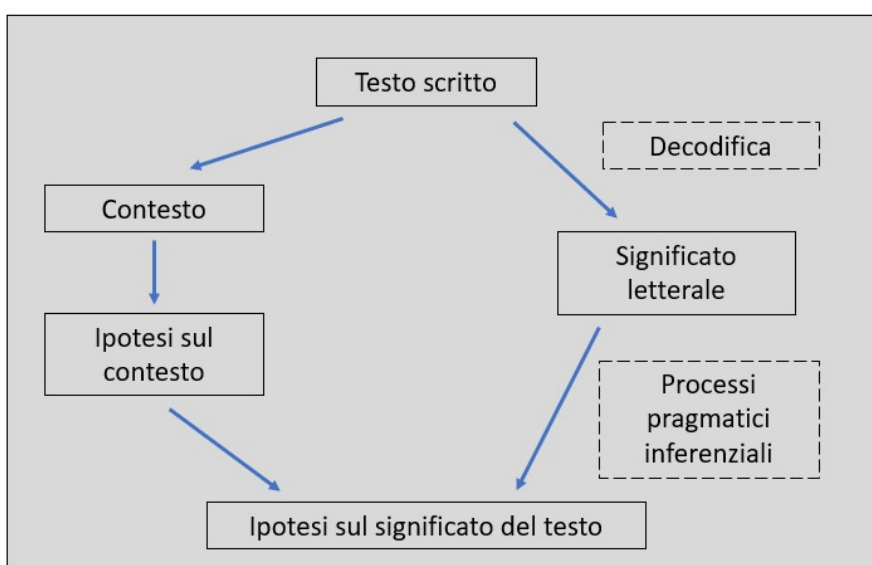 Testo scritto
Decodifica
Contesto
Significato
letterale
Ipotesi sul
contesto
Processi
pragmatici
inferenziali
Ipotesi sul significato del testo